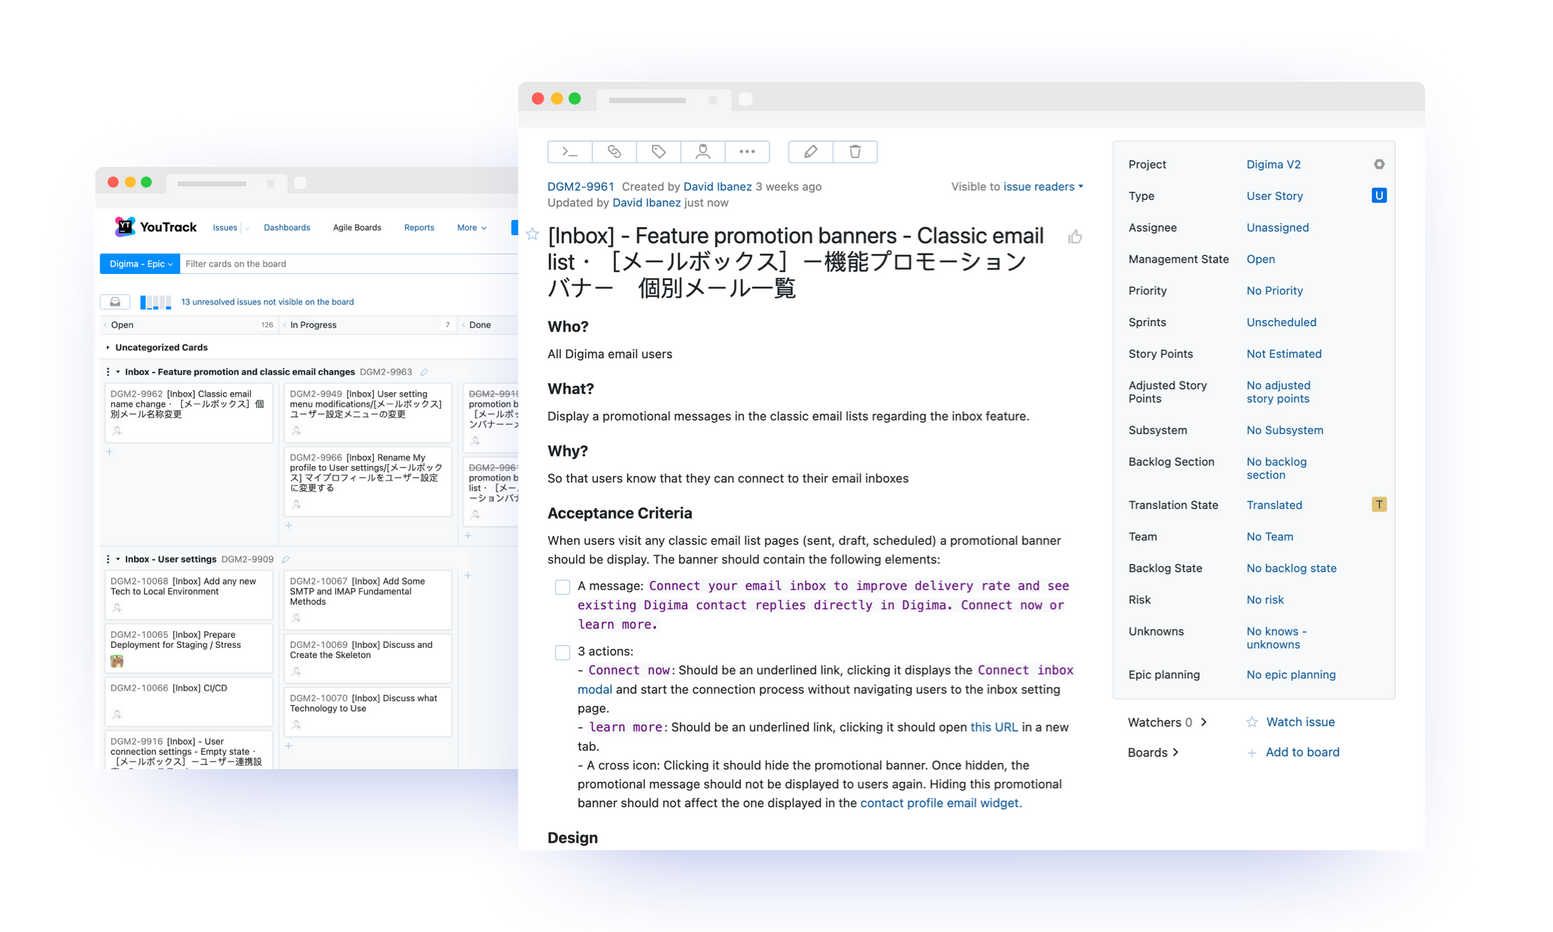 YouTrack Issues Dashboards Agile Boards Reports More
Digima - Epic Filter cards on the board
13 unresolved issues not visible on the board
Open 126 In Progress 7 Done
Uncategorized Cards
Inbox - Feature promotion and classic email changes DGM2-9963
DGM2-9962 [Inbox] Classic email
name change・［メールボックス］個
別メール名称変更
DGM2-9949 [Inbox] User setting
menu modifications/[メールボックス]
ユーザー設定メニューの変更
DGM2-9966 [Inbox] Rename My
profile to User settings/[メールボック
ス] マイプロフィールをユーザー設定
に変更する
DGM2-991
promotion b
［メールボッ
ンバナーーメ
DGM2-996
promotion b
list・［メー
ーションバナ
Inbox - User settings DGM2-9909
DGM2-10068 [Inbox] Add any new
Tech to Local Environment
DGM2-10065 [Inbox] Prepare
Deployment for Staging / Stress
DGM2-10066 [Inbox] CI/CD
DGM2-9916 [Inbox] - User
connection settings - Empty state・
［メールボックス］ーユーザー連携設
DGM2-10067 [Inbox] Add Some
SMTP and IMAP Fundamental
Methods
DGM2-10069 [Inbox] Discuss and
Create the Skeleton
DGM2-10070 [Inbox] Discuss what
Technology to Use
DGM2-9961 Created by David Ibanez 3 weeks ago
Visible to issue readers
Updated by David Ibanez just now
[Inbox] - Feature promotion banners - Classic email
list・［メールボックス］ー機能プロモーション
バナー　個別メール一覧
Who?
All Digima email users
What?
Display a promotional messages in the classic email lists regarding the inbox feature.
Why?
So that users know that they can connect to their email inboxes
Acceptance Criteria
When users visit any classic email list pages (sent, draft, scheduled) a promotional banner
should be display. The banner should contain the following elements:
A message: Connect your email inbox to improve delivery rate and see
existing Digima contact replies directly in Digima. Connect now or
learn more.
3 actions:
- Connect now: Should be an underlined link, clicking it displays the Connect inbox
modal and start the connection process without navigating users to the inbox setting
page.
- learn more: Should be an underlined link, clicking it should open this URL in a new
tab.
- A cross icon: Clicking it should hide the promotional banner. Once hidden, the
promotional message should not be displayed to users again. Hiding this promotional
banner should not affect the one displayed in the contact profile email widget.
Design
Project Digima V2
Type User Story U
Assignee Unassigned
Management State Open
Priority No Priority
Sprints Unscheduled
Story Points Not Estimated
Adjusted Story No adjusted
Points story points
Subsystem No Subsystem
Backlog Section No backlog
section
Translation State Translated T
Team No Team
Backlog State No backlog state
Risk No risk
Unknowns No knows -
unknowns
Epic planning No epic planning
Watchers 0 Watch issue
Boards Add to board